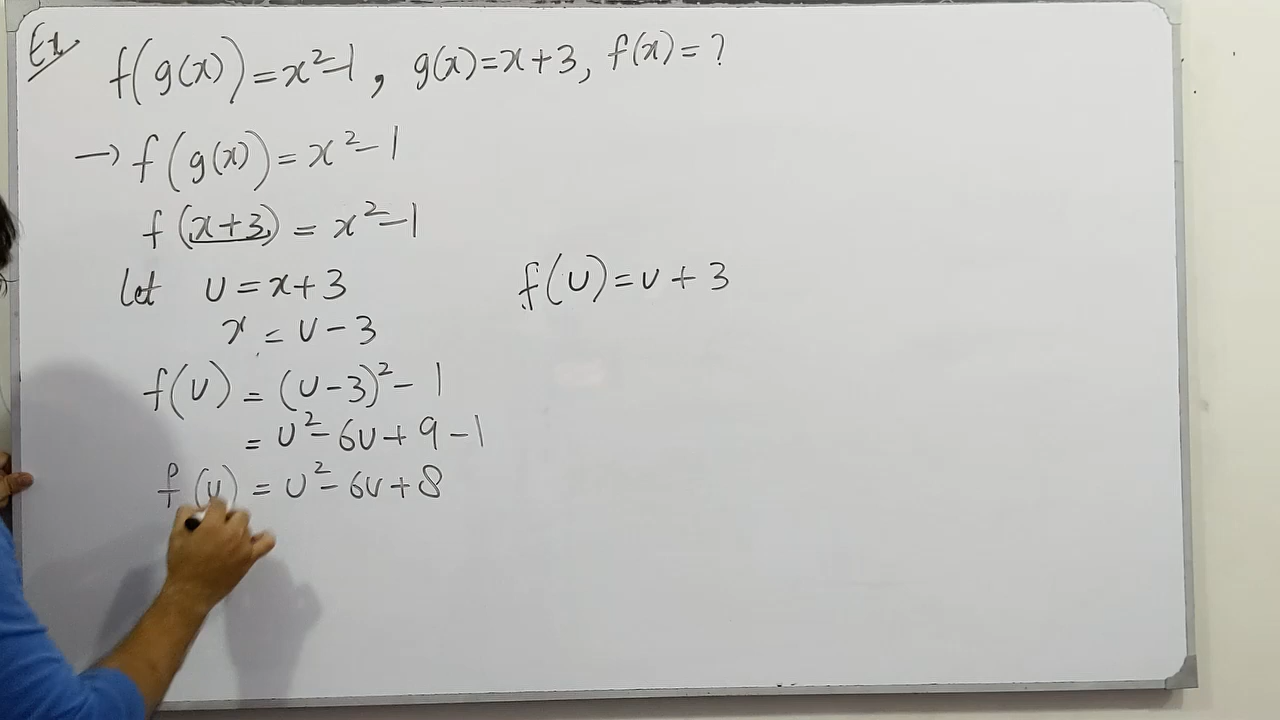 Ex
f(g(x)) = x²-1, g(x) = x+3, f(x) = ?
→ f(g(x)) = x²-1
f(x+3) = x²-1
Let u = x+3
x = u-3
f(u) = (u-3)²-1
= u²-6u+9-1
f(u) = u²-6u+8
f(u) = u+3